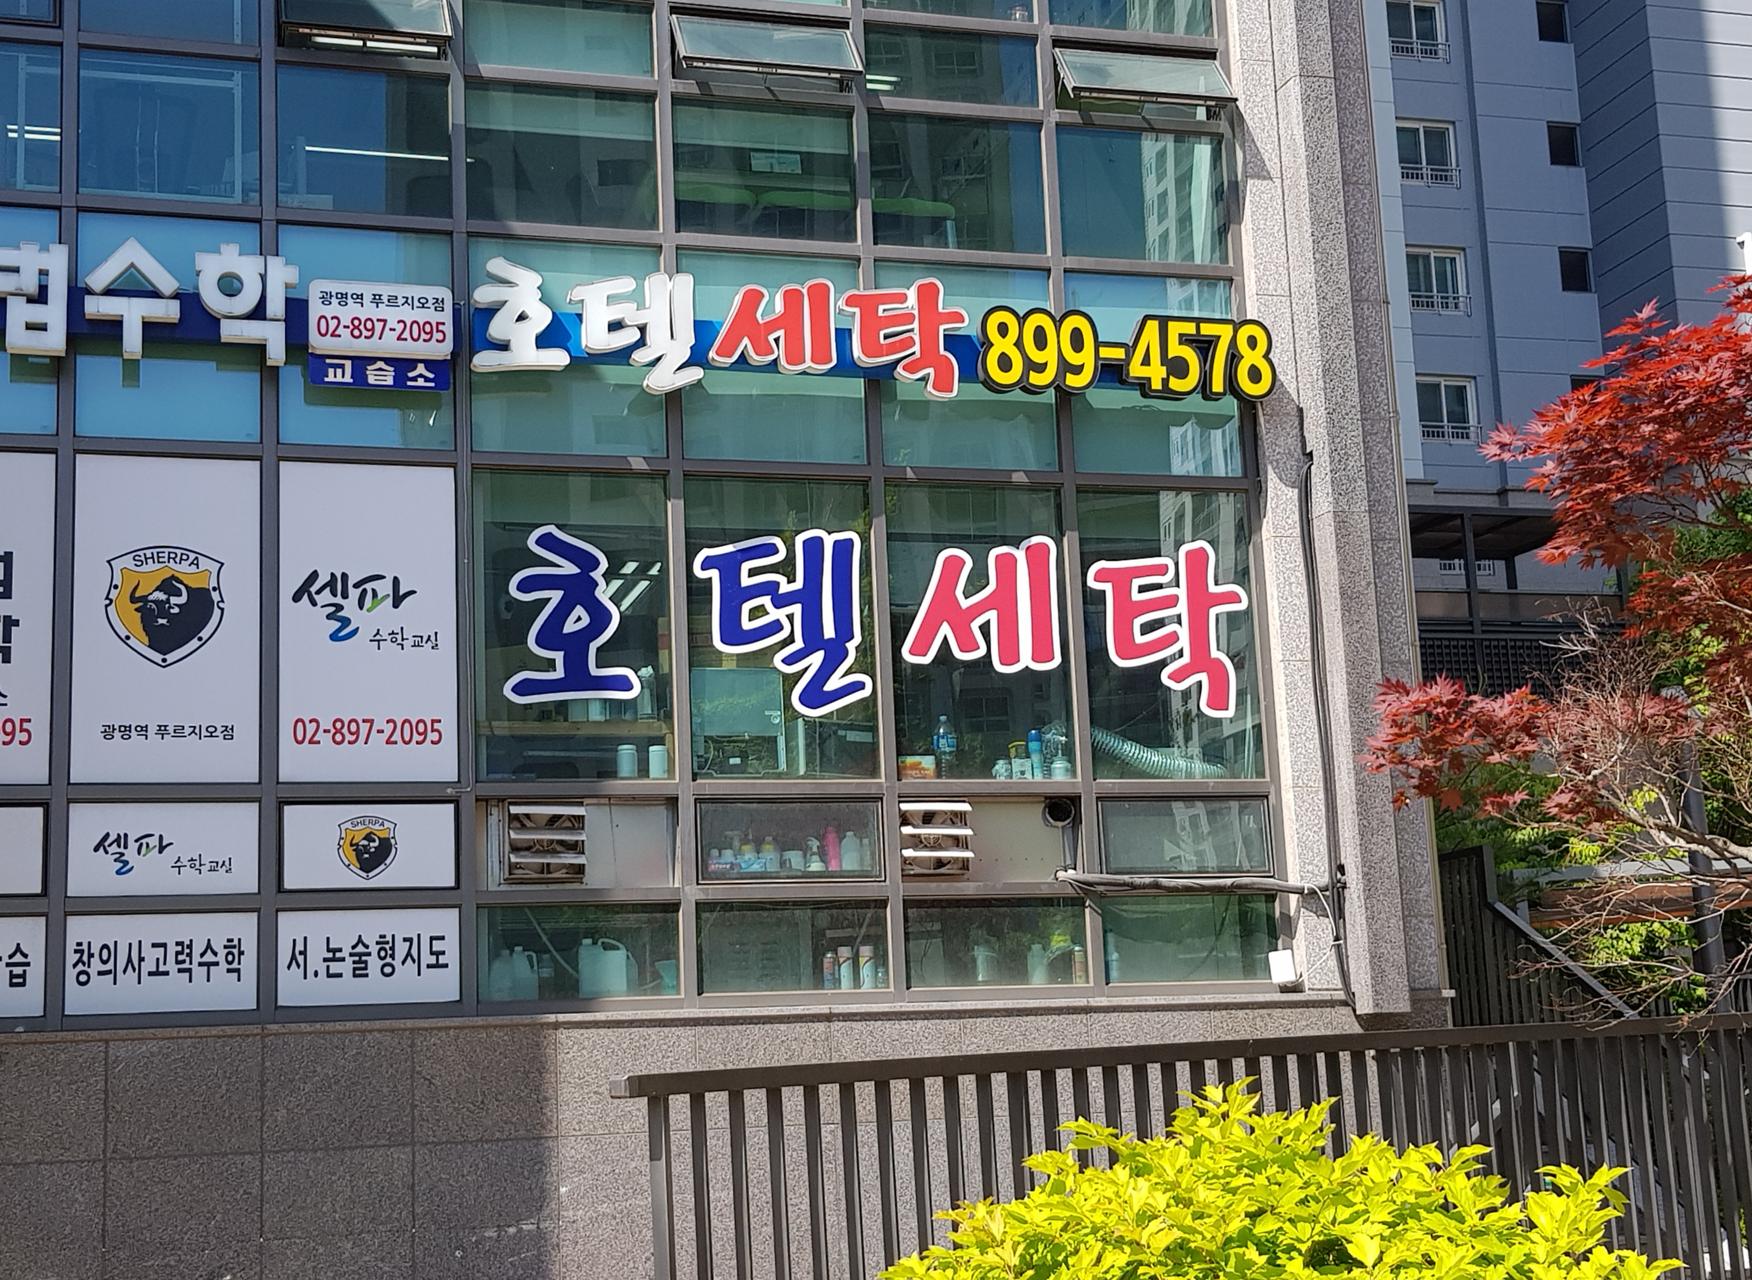 법수학
광명역 푸르지오점
02-897-2095
교습소
호텔세탁 899-4578
호텔세탁
SHERPA
광명역 푸르지오점
셀파
수학교실
02-897-2095
95
셀파 수학교실
SHERPA
습
창의사고력수학
서.논술형지도